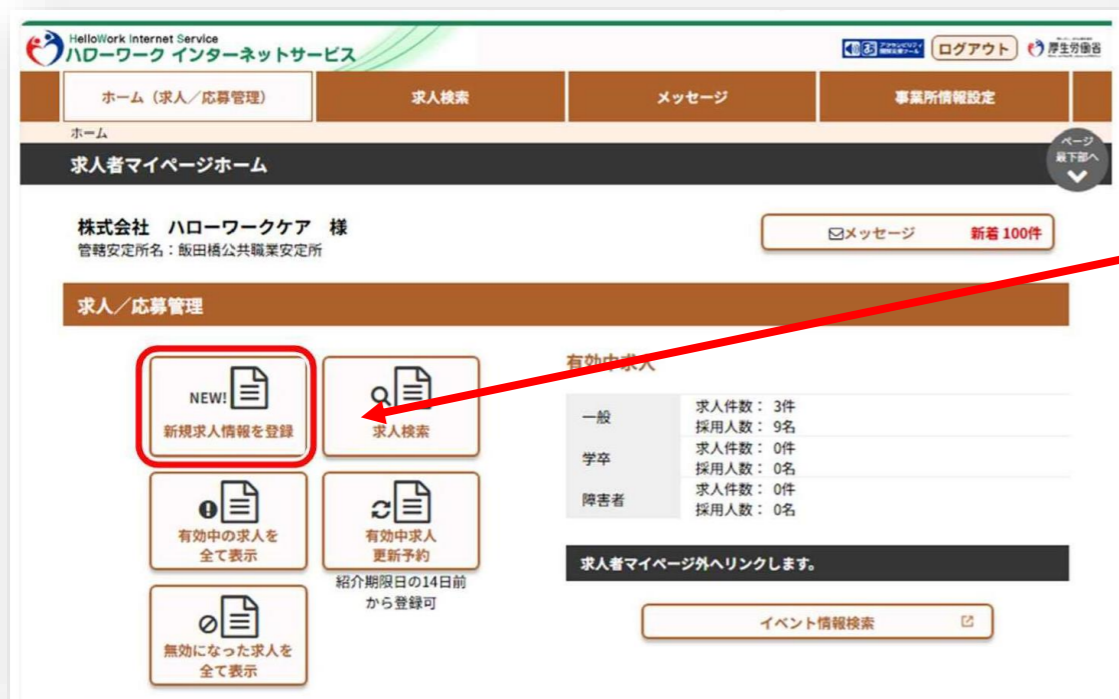 HelloWork Internet Service
ハローワーク インターネットサービス
ログアウト
厚生労働省
ホーム（求人／応募管理）
求人検索
メッセージ
事業所情報設定
ホーム
ページ
最下部へ
求人者マイページホーム
株式会社　ハローワークケア　様
管轄安定所名：飯田橋公共職業安定所
メッセージ　新着 100件
求人／応募管理
NEW!
新規求人情報を登録
求人検索
有効中の求人を
全て表示
有効中求人
更新予約
紹介期限日の14日前
から登録可
無効になった求人を
全て表示
有効中求人
一般
求人件数： 3件
採用人数： 9名
学卒
求人件数： 0件
採用人数： 0名
障害者
求人件数： 0件
採用人数： 0名
求人者マイページ外へリンクします。
イベント情報検索